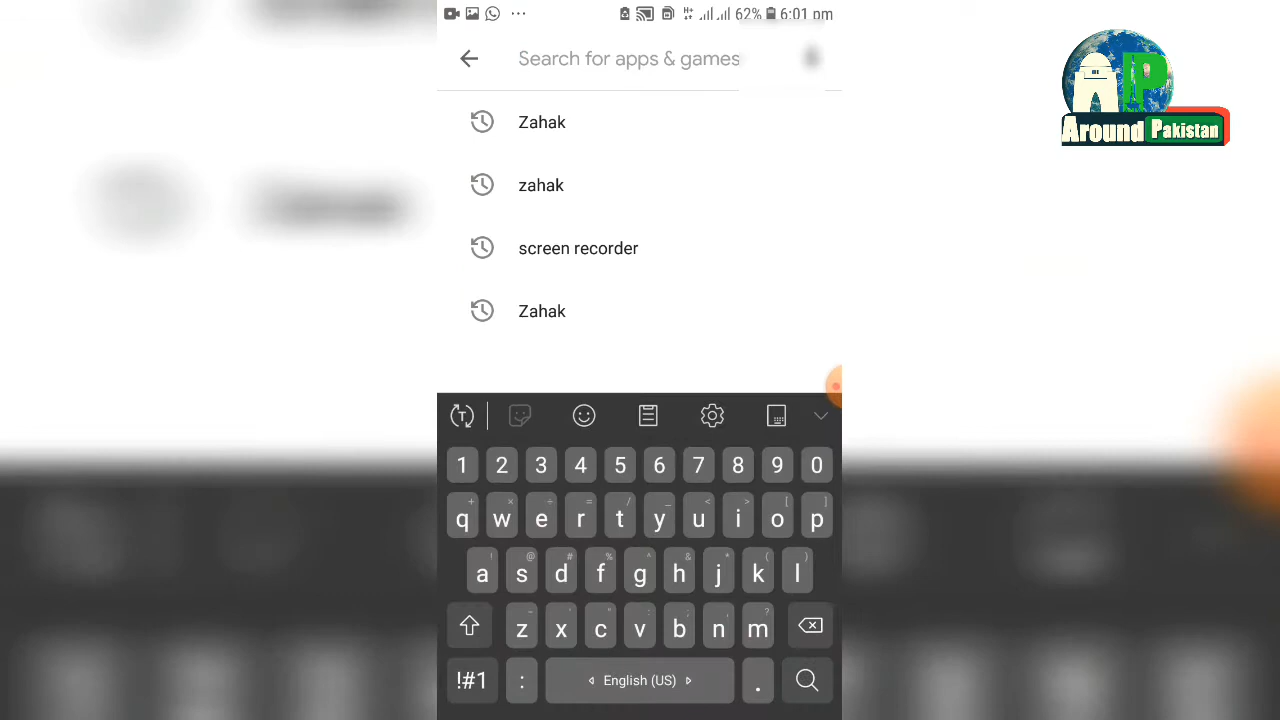 62% 6:01 pm
Search for apps & games
Zahak
zahak
screen recorder
Zahak
1 2 3 4 5 6 7 8 9 0
q w e r t y u i o p
a s d f g h j k l
z x c v b n m
!#1 : English (US) .
AP
Around Pakistan